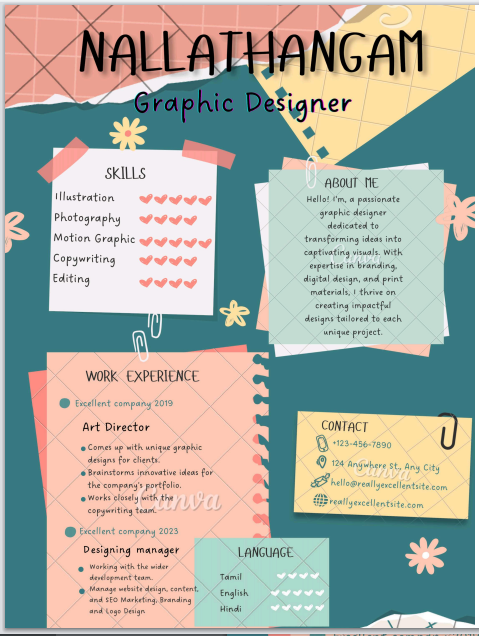 NALLATHANGAM
Graphic Designer
SKILLS
Illustration
Photography
Motion Graphic
Copywriting
Editing
ABOUT ME
Hello! I'm, a passionate
graphic designer
dedicated to
transforming ideas into
captivating visuals. With
expertise in branding,
digital design, and print
materials, I thrive on
creating impactful
designs tailored to each
unique project.
WORK EXPERIENCE
Excellent company 2019
Art Director
Comes up with unique graphic
designs for clients.
Brainstorms innovative ideas for
the company's portfolio.
Works closely with the
copywriting team.
Canva
Excellent company 2023
Designing manager
Working with the wider
development team.
Manage website design, content,
and SEO Marketing, Branding
and Logo Design
CONTACT
+123-456-7890
124 Anywhere St., Any City
hello@reallyexcellentsite.com
reallyexcellentsite.com
LANGUAGE
Tamil
English
Hindi